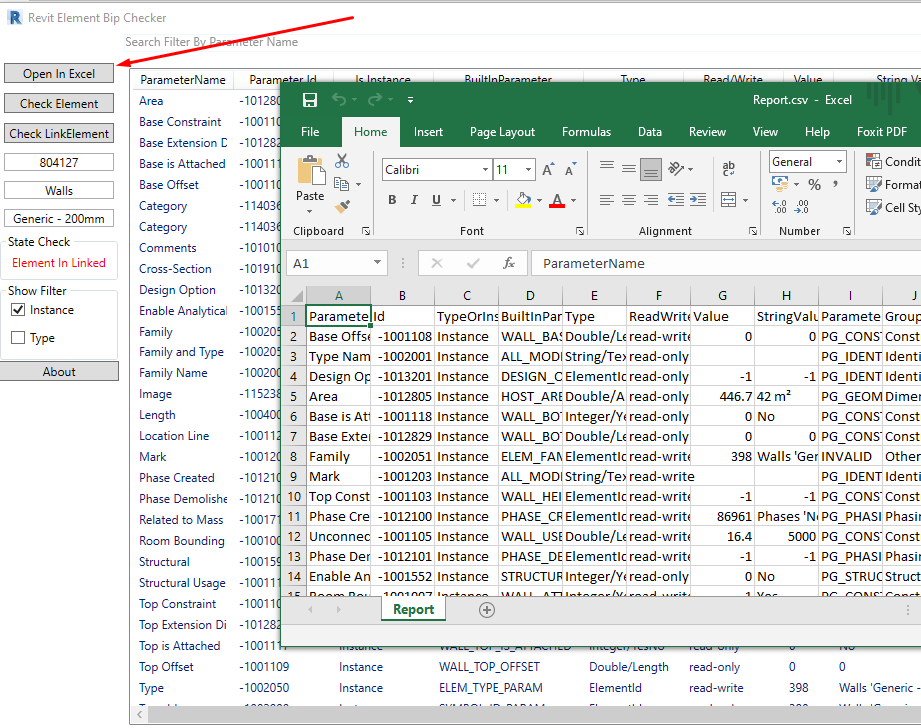 Revit Element Bip Checker
Search Filter By Parameter Name
Open In Excel
Check Element
Check LinkElement
804127
Walls
Generic - 200mm
State Check
Element In Linked
Show Filter
Instance
Type
About
ParameterName Parameter Id Is Instance BuiltInParameter Type Read/Write Value String Va
Area -101280
Base Constraint -100110
Base Extension D -101282
Base is Attached -100111
Base Offset -100110
Category -114036
Category -114036
Comments -101010
Cross-Section -101910
Design Option -101320
Enable Analytical -100155
Family -100205
Family and Type -100205
Family Name -100200
Image -115238
Length -100400
Location Line -100112
Mark -100120
Phase Created -101210
Phase Demolishe -101210
Related to Mass -100171
Room Bounding -100100
Structural -100159
Structural Usage -100111
Top Constraint -100110
Top Extension Di -101282
Top is Attached -1001117 Instance WALL_TOP_IS_ATTACHED Integer/YesNo read-only 0 No
Top Offset -1001109 Instance WALL_TOP_OFFSET Double/Length read-only 0 0
Type -1002050 Instance ELEM_TYPE_PARAM ElementId read-write 398 Walls 'Generic -
Report.csv - Excel
File Home Insert Page Layout Formulas Data Review View Help Foxit PDF
Paste
Calibri 11
B I U
General
Conditi
Format
Cell Sty
Clipboard Font Alignment Number
A1 fx ParameterName
A B C D E F G H I J
1 Paramete Id TypeOrIns BuiltInPar Type ReadWrite Value StringValu Paramete Group
2 Base Offse -1001108 Instance WALL_BAS Double/Le read-write 0 0 PG_CONST Const
3 Type Nam -1002001 Instance ALL_MODI String/Tex read-only PG_IDENT Identi
4 Design Op -1013201 Instance DESIGN_O ElementId read-only -1 -1 PG_IDENT Identi
5 Area -1012805 Instance HOST_ARE Double/A read-only 446.7 42 m² PG_GEOM Dimen
6 Base is Att -1001118 Instance WALL_BOT Integer/Ye read-only 0 No PG_CONST Const
7 Base Exter -1012829 Instance WALL_BOT Double/Le read-only 0 0 PG_CONST Const
8 Family -1002051 Instance ELEM_FAM ElementId read-write 398 Walls 'Ger INVALID Other
9 Mark -1001203 Instance ALL_MODI String/Tex read-write PG_IDENT Identi
10 Top Const -1001103 Instance WALL_HEI ElementId read-write -1 -1 PG_CONST Const
11 Phase Cre -1012100 Instance PHASE_CR ElementId read-write 86961 Phases 'Ne PG_PHASI Phasin
12 Unconnec -1001105 Instance WALL_USE Double/Le read-write 16.4 5000 PG_CONST Const
13 Phase Der -1012101 Instance PHASE_DE ElementId read-write -1 -1 PG_PHASI Phasin
14 Enable An -1001552 Instance STRUCTUR Integer/Ye read-only 0 No PG_STRUC Struct
Report